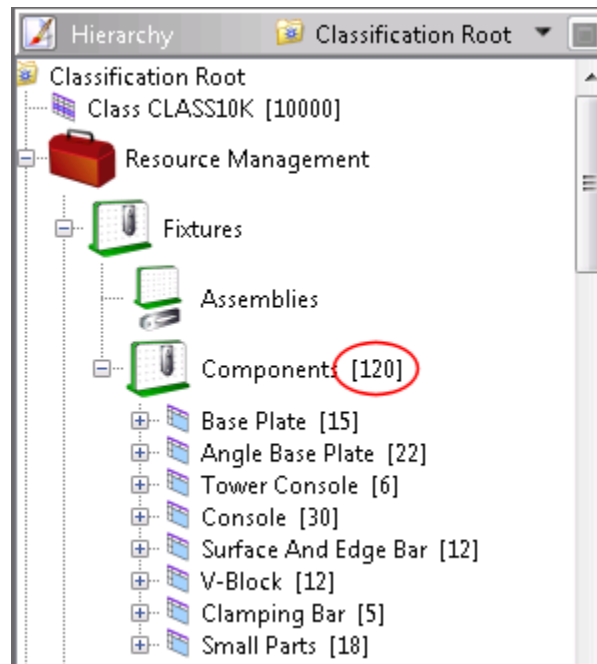 Hierarchy Classification Root
Classification Root
Class CLASS10K [10000]
Resource Management
Fixtures
Assemblies
Components [120]
Base Plate [15]
Angle Base Plate [22]
Tower Console [6]
Console [30]
Surface And Edge Bar [12]
V-Block [12]
Clamping Bar [5]
Small Parts [18]